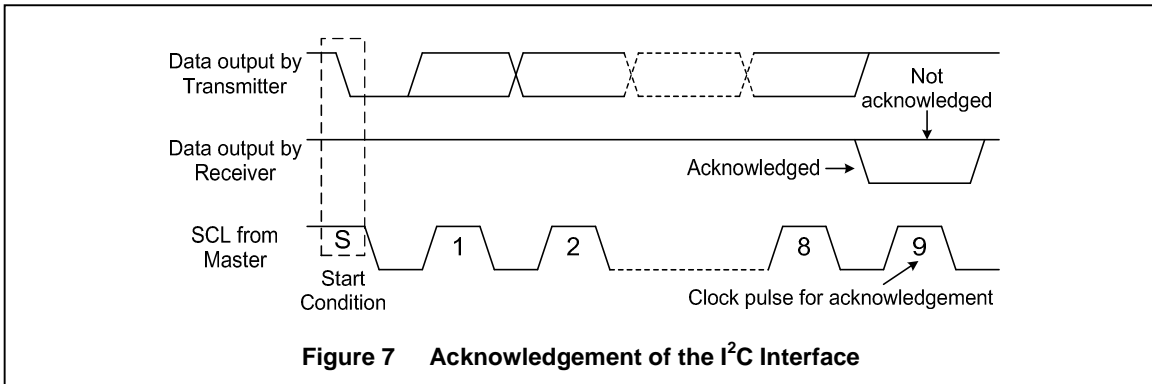 Data output by
Transmitter
Not
acknowledged
Data output by
Receiver
Acknowledged
SCL from
Master
S
1
2
8
9
Start
Condition
Clock pulse for acknowledgement
Figure 7 Acknowledgement of the I²C Interface